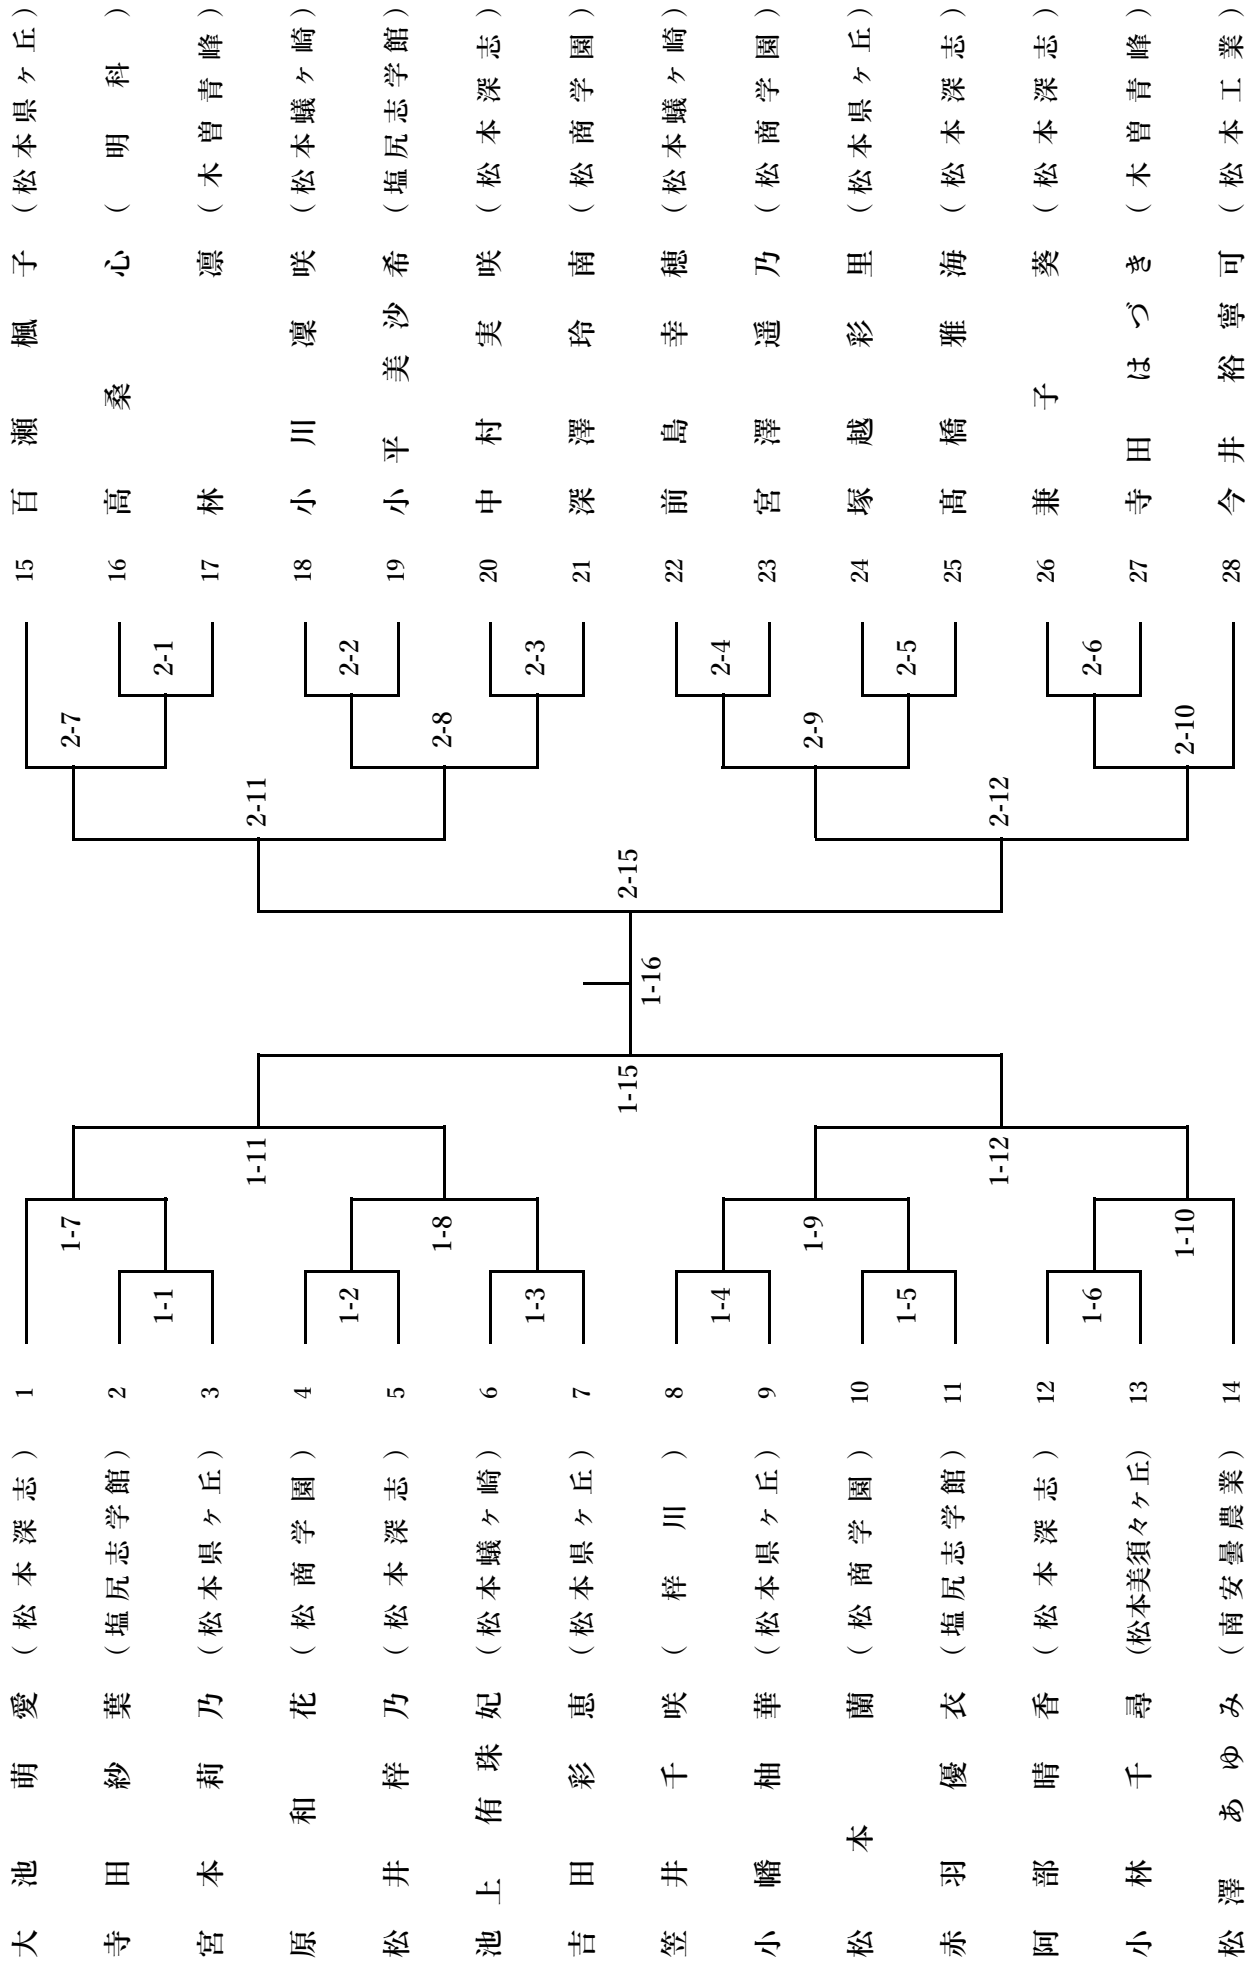 大池 萌愛 (松本深志) 1
寺田 紗葉 (塩尻志学館) 2
宮本 莉乃 (松本県ヶ丘) 3
原 和花 (松商学園) 4
松井 梓乃 (松本深志) 5
池上 侑珠妃 (松本蟻ヶ崎) 6
吉田 彩恵 (松本県ヶ丘) 7
笠井 千咲 (梓川) 8
小幡 柚華 (松本県ヶ丘) 9
松本 蘭 (松商学園) 10
赤羽 優衣 (塩尻志学館) 11
阿部 晴香 (松本深志) 12
小林 千尋 (松本美須々ヶ丘) 13
松澤 あゆみ (南安曇農業) 14
1-1
1-2
1-3
1-4
1-5
1-6
1-7
1-8
1-9
1-10
1-11
1-12
1-15
1-16
2-15
2-11
2-12
2-7
2-8
2-9
2-10
2-1
2-2
2-3
2-4
2-5
2-6
15 百瀬 楓子 (松本県ヶ丘)
16 高桑 心 (明科)
17 林 凛 (木曽青峰)
18 小川 凜咲 (松本蟻ヶ崎)
19 小平 美沙希 (塩尻志学館)
20 中村 実咲 (松本深志)
21 深澤 玲南 (松商学園)
22 前島 幸穂 (松本蟻ヶ崎)
23 宮澤 遥乃 (松商学園)
24 塚越 彩里 (松本県ヶ丘)
25 髙橋 雅海 (松本深志)
26 兼子 葵 (松本深志)
27 寺田 はづき (木曽青峰)
28 今井 裕寧可 (松本工業)